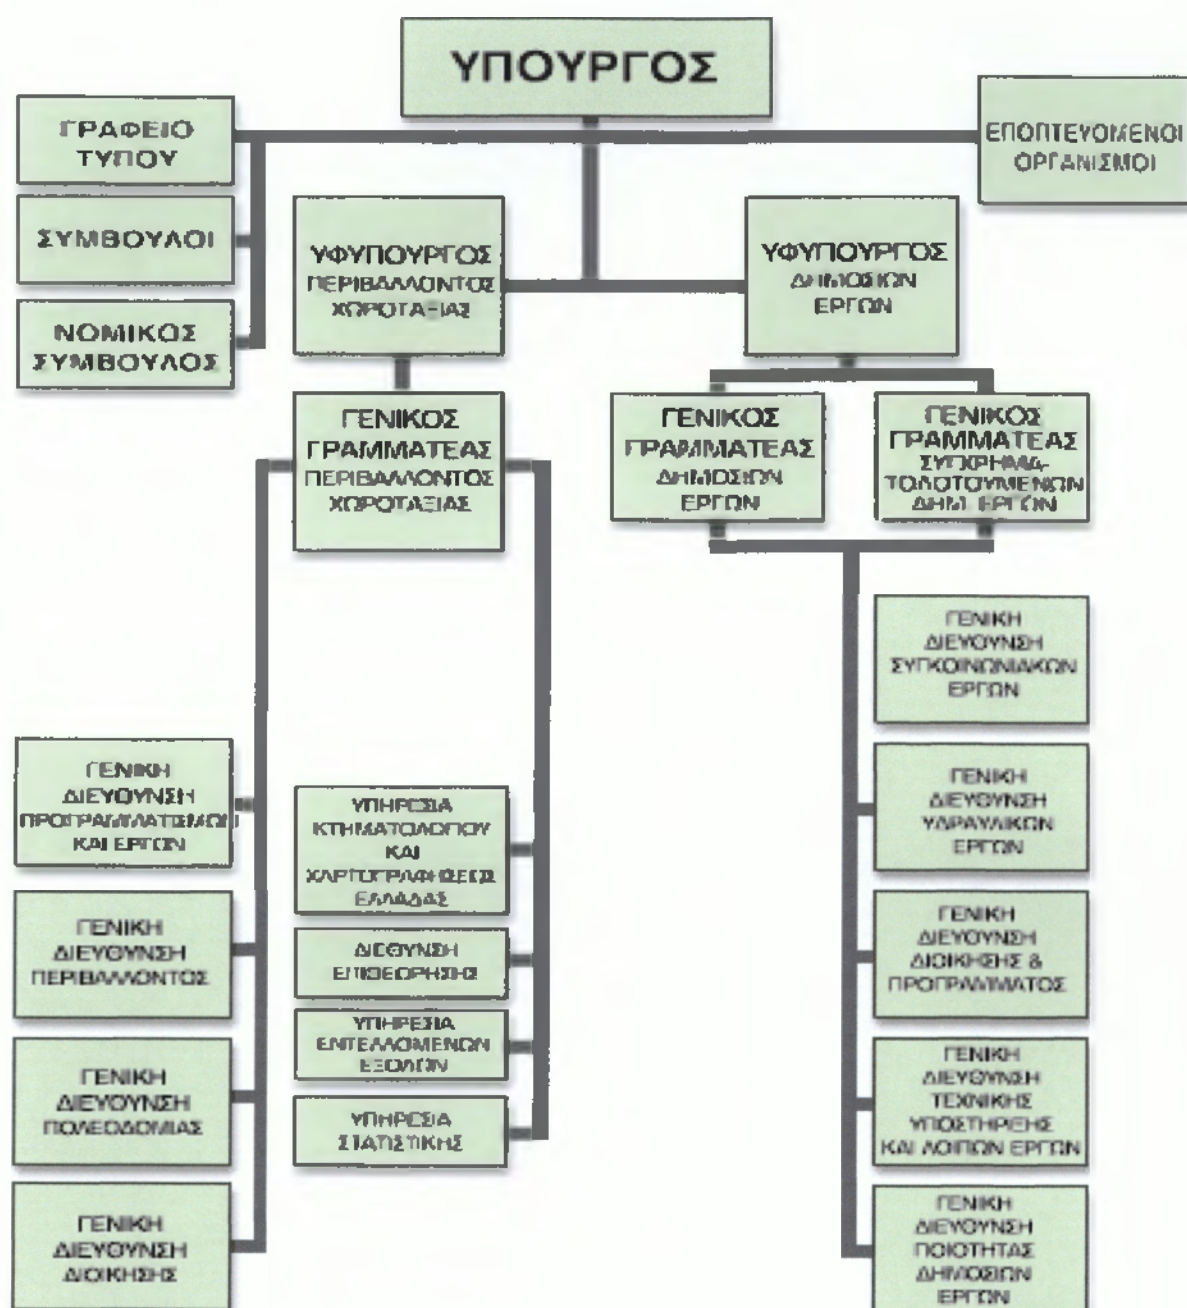 ΥΠΟΥΡΓΟΣ
ΓΡΑΦΕΙΟ
ΤΥΠΟΥ
ΕΠΟΠΤΕΥΟΜΕΝΟΙ
ΟΡΓΑΝΙΣΜΟΙ
ΣΥΜΒΟΥΛΟΙ
ΝΟΜΙΚΟΣ
ΣΥΜΒΟΥΛΟΣ
ΥΦΥΠΟΥΡΓΟΣ
ΠΕΡΙΒΑΛΛΟΝΤΟΣ
ΧΩΡΟΤΑΞΙΑΣ
ΥΦΥΠΟΥΡΓΟΣ
ΔΗΜΟΣΙΩΝ
ΕΡΓΩΝ
ΓΕΝΙΚΟΣ
ΓΡΑΜΜΑΤΕΑΣ
ΠΕΡΙΒΑΛΛΟΝΤΟΣ
ΧΩΡΟΤΑΞΙΑΣ
ΓΕΝΙΚΟΣ
ΓΡΑΜΜΑΤΕΑΣ
ΔΗΜΟΣΙΩΝ
ΕΡΓΩΝ
ΓΕΝΙΚΟΣ
ΓΡΑΜΜΑΤΕΑΣ
ΣΥΓΧΡΗΜΑ-
ΤΟΛΟΤΟΥΜΕΝΩΝ
ΔΗΜ. ΕΡΓΩΝ
ΓΕΝΙΚΗ
ΔΙΕΥΘΥΝΣΗ
ΠΡΟΓΡΑΜΜΑΤΙΣΜΟΥ
ΚΑΙ ΕΡΓΩΝ
ΓΕΝΙΚΗ
ΔΙΕΥΘΥΝΣΗ
ΠΕΡΙΒΑΛΛΟΝΤΟΣ
ΓΕΝΙΚΗ
ΔΙΕΥΘΥΝΣΗ
ΠΟΛΕΟΔΟΜΙΑΣ
ΓΕΝΙΚΗ
ΔΙΕΥΘΥΝΣΗ
ΔΙΟΙΚΗΣΗΣ
ΥΠΗΡΕΣΙΑ
ΚΤΗΜΑΤΟΛΟΓΙΟΥ
ΚΑΙ
ΧΑΡΤΟΓΡΑΦΗΣΕΩΣ
ΕΛΛΑΔΑΣ
ΔΙΕΘΥΝΣΗ
ΕΠΙΘΕΩΡΗΣΗΣ
ΥΠΗΡΕΣΙΑ
ΕΝΤΕΛΛΟΜΕΝΩΝ
ΕΞΟΔΩΝ
ΥΠΗΡΕΣΙΑ
ΣΤΑΤΙΣΤΙΚΗΣ
ΓΕΝΙΚΗ
ΔΙΕΥΘΥΝΣΗ
ΣΥΓΚΟΙΝΩΝΙΑΚΩΝ
ΕΡΓΩΝ
ΓΕΝΙΚΗ
ΔΙΕΥΘΥΝΣΗ
ΥΔΡΑΥΛΙΚΩΝ
ΕΡΓΩΝ
ΓΕΝΙΚΗ
ΔΙΕΥΘΥΝΣΗ
ΔΙΟΙΚΗΣΗΣ &
ΠΡΟΓΡΑΜΜΑΤΟΣ
ΓΕΝΙΚΗ
ΔΙΕΥΘΥΝΣΗ
ΤΕΧΝΙΚΗΣ
ΥΠΟΣΤΗΡΙΞΗΣ
ΚΑΙ ΛΟΙΠΩΝ ΕΡΓΩΝ
ΓΕΝΙΚΗ
ΔΙΕΥΘΥΝΣΗ
ΠΟΙΟΤΗΤΑΣ
ΔΗΜΟΣΙΩΝ
ΕΡΓΩΝ